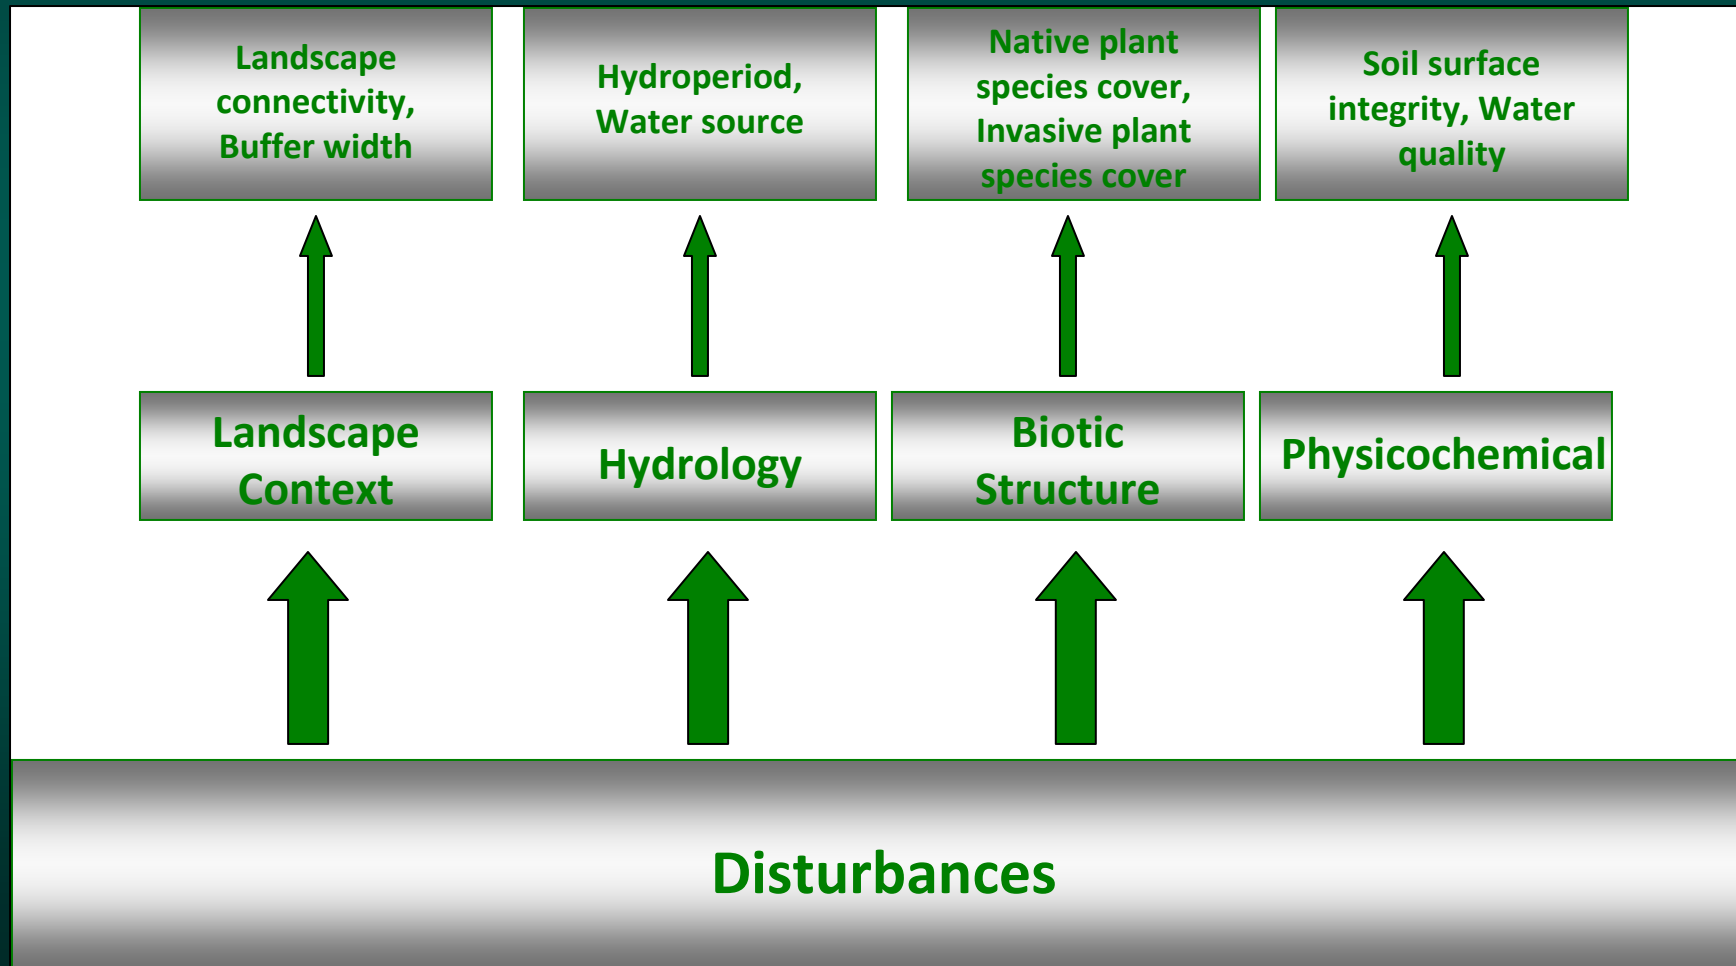 Landscape
connectivity,
Buffer width
Hydroperiod,
Water source
Native plant
species cover,
Invasive plant
species cover
Soil surface
integrity, Water
quality
Landscape
Context
Hydrology
Biotic
Structure
Physicochemical
Disturbances